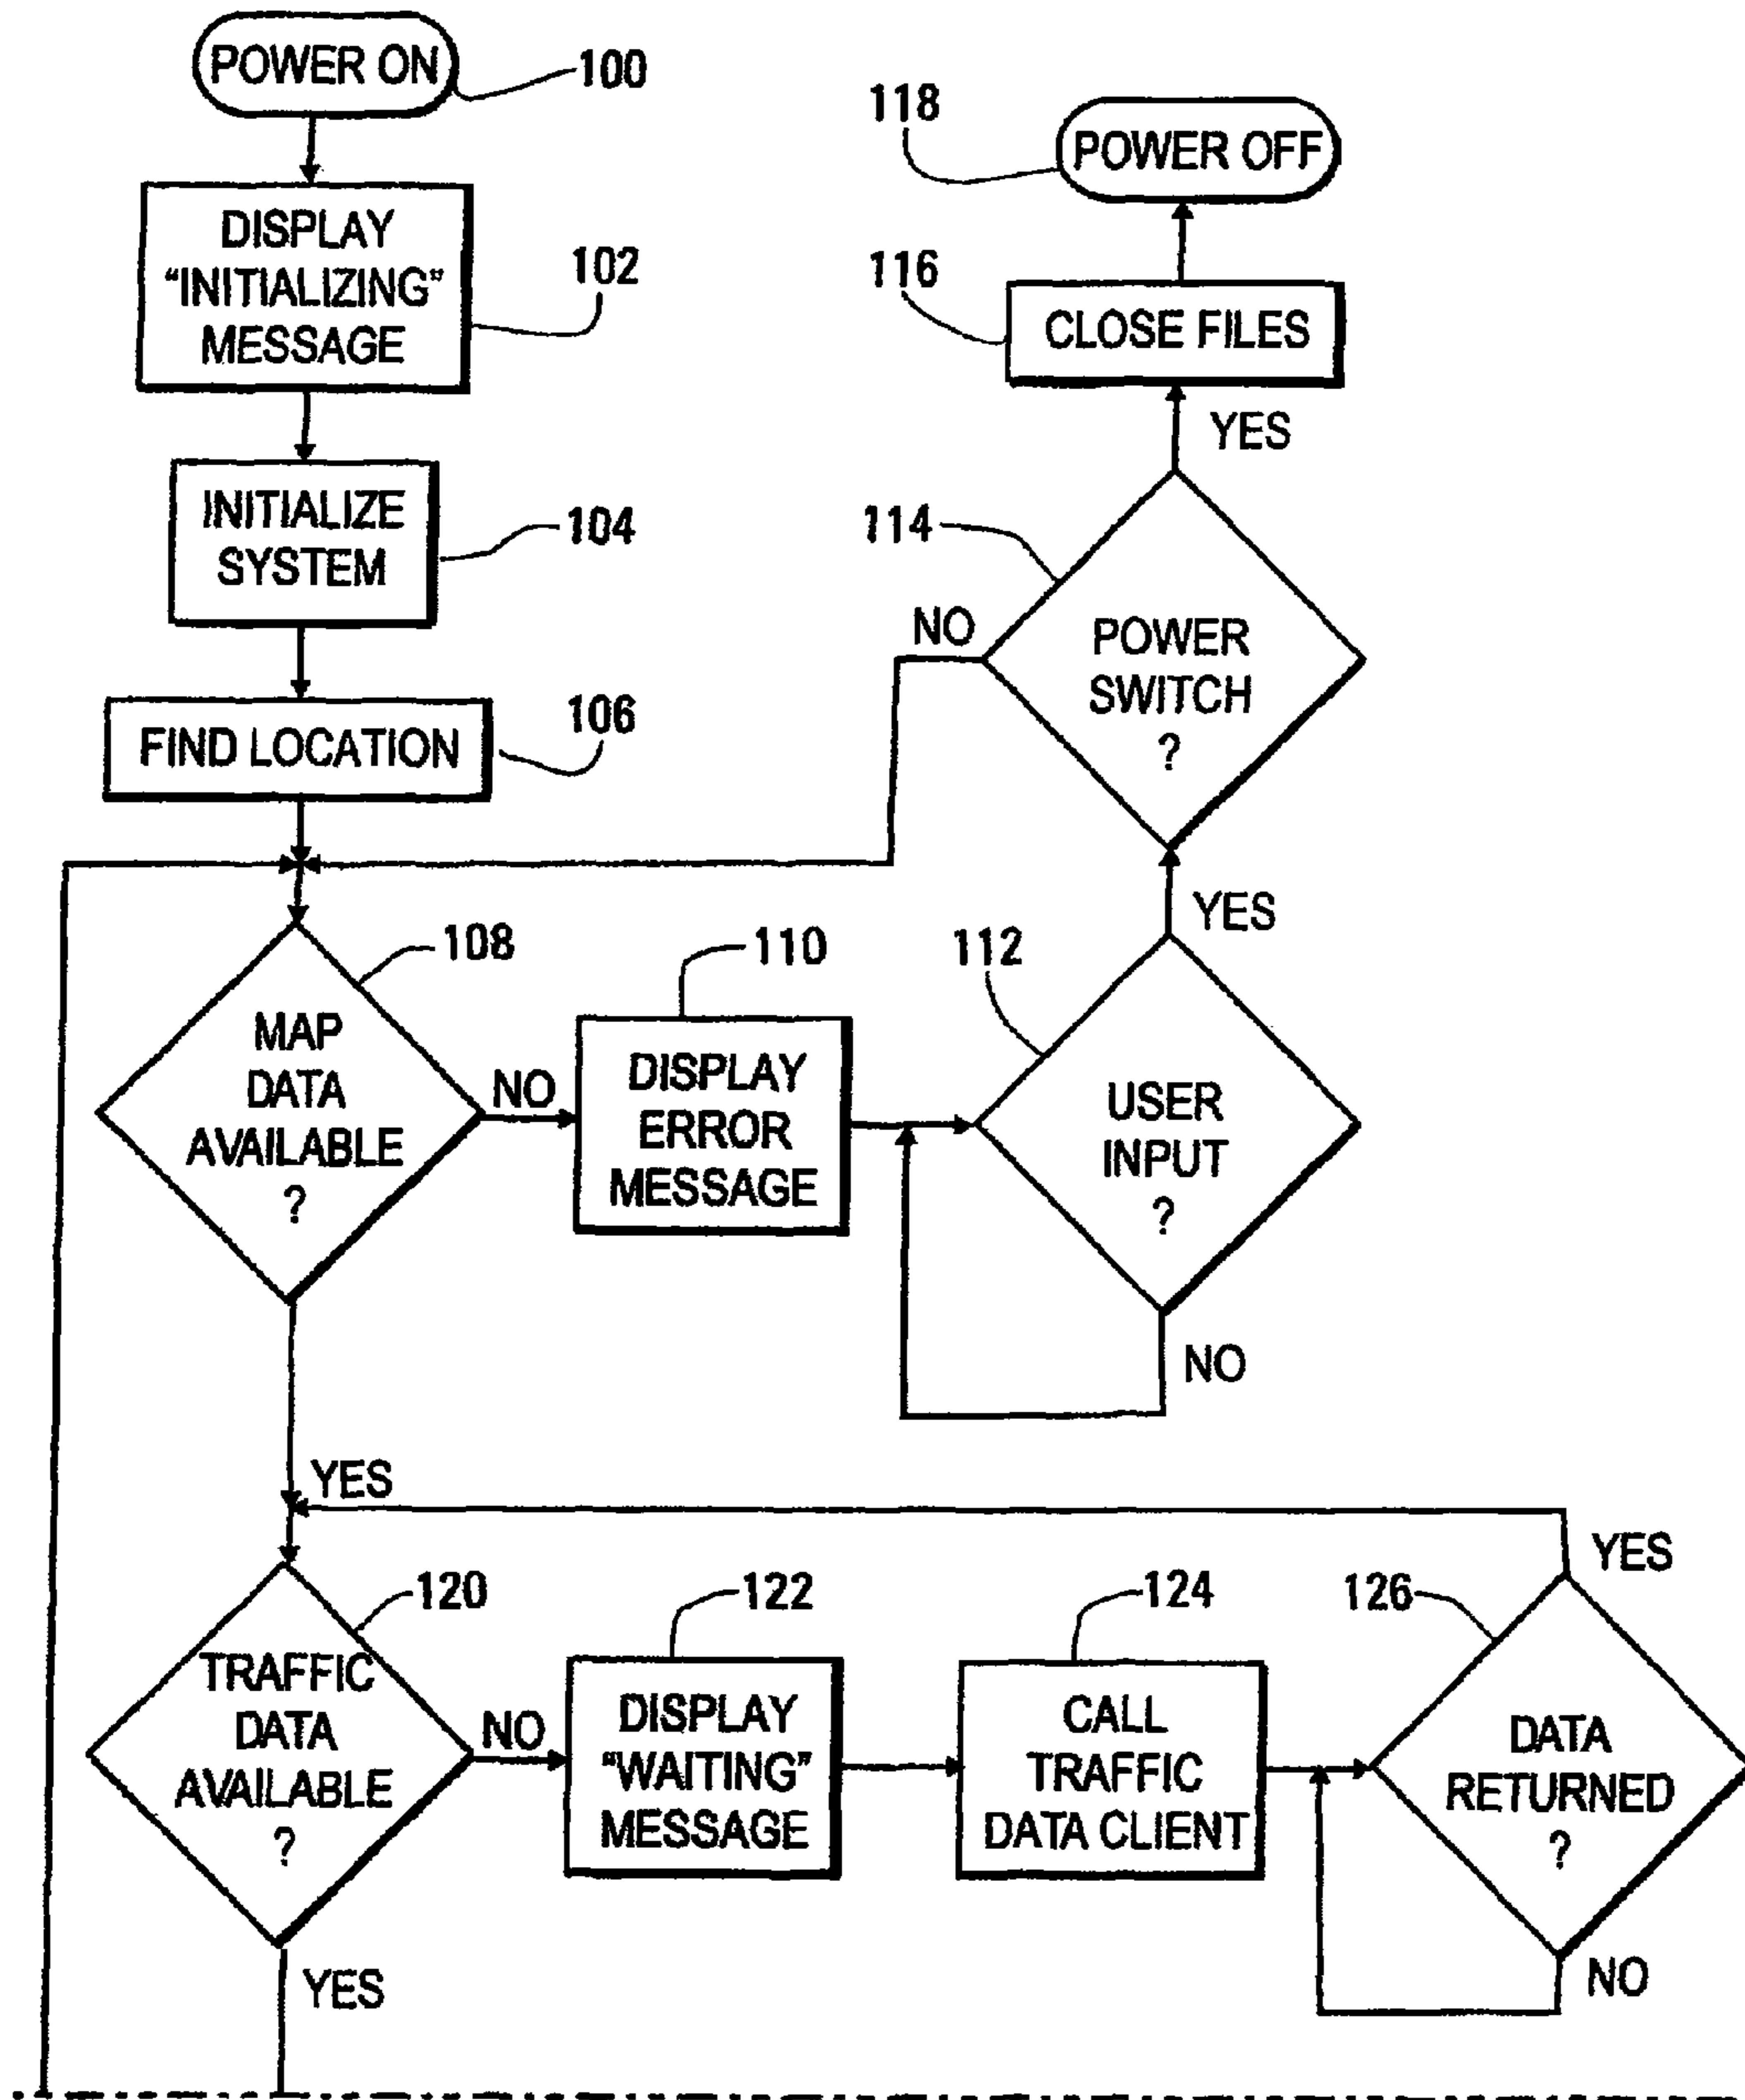 POWER ON
100
DISPLAY
“INITIALIZING”
MESSAGE
102
INITIALIZE
SYSTEM
104
FIND LOCATION
106
118
POWER OFF
116
CLOSE FILES
YES
114
NO
POWER
SWITCH
?
YES
108
MAP
DATA
AVAILABLE
?
NO
110
DISPLAY
ERROR
MESSAGE
112
USER
INPUT
?
NO
YES
120
TRAFFIC
DATA
AVAILABLE
?
NO
122
DISPLAY
“WAITING”
MESSAGE
124
CALL
TRAFFIC
DATA CLIENT
126
YES
DATA
RETURNED
?
NO
YES